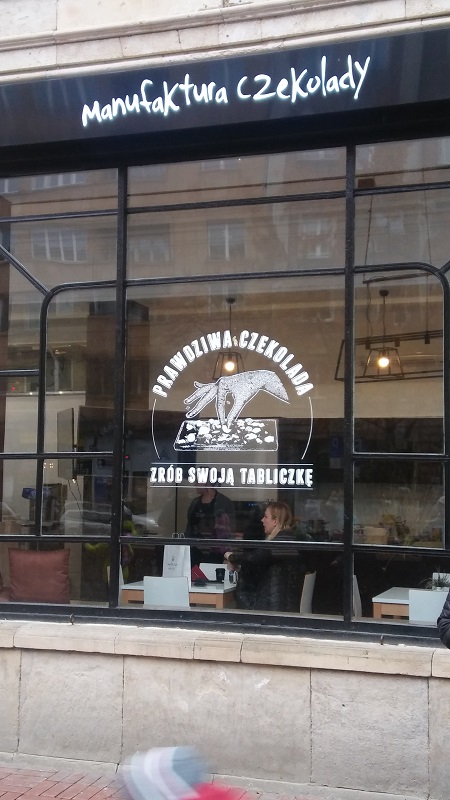 Manufaktura czekolady
PRAWDZIWA CZEKOLADA
ZRÓB SWOJĄ TABLICZKĘ